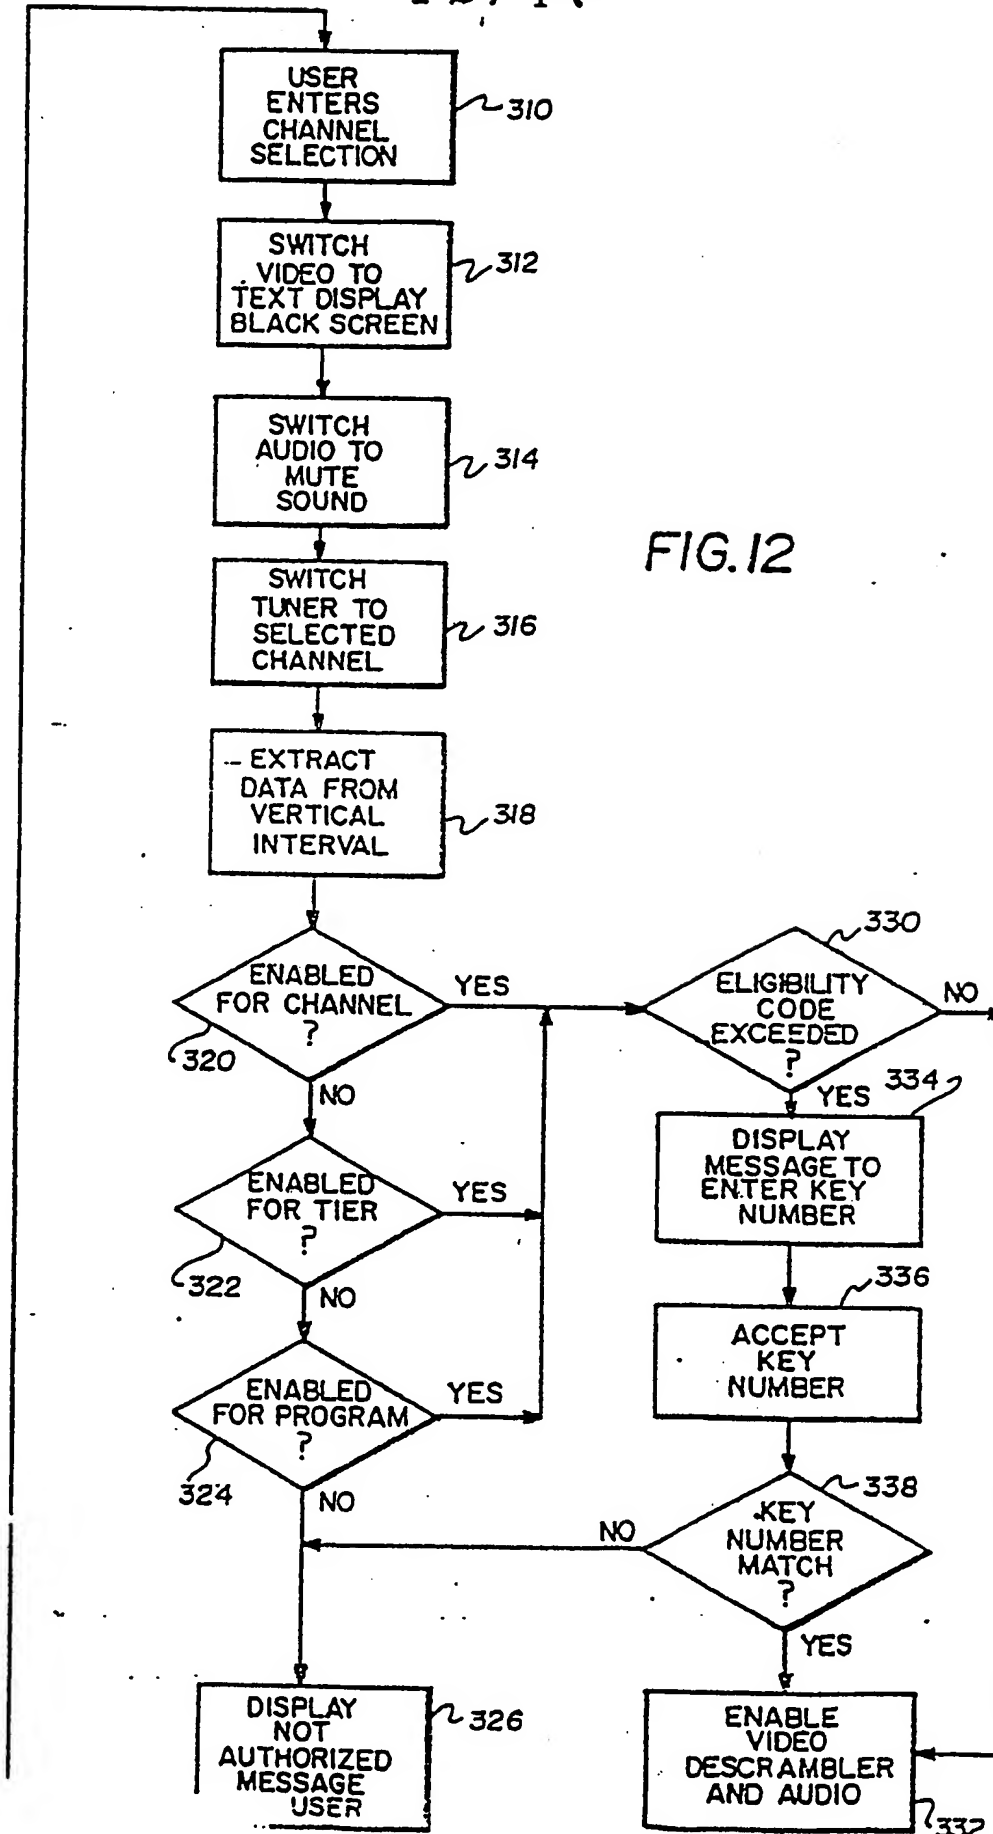 USER
ENTERS
CHANNEL
SELECTION
310
SWITCH
VIDEO TO
TEXT DISPLAY
BLACK SCREEN
312
SWITCH
AUDIO TO
MUTE
SOUND
314
FIG.12
SWITCH
TUNER TO
SELECTED
CHANNEL
316
EXTRACT
DATA FROM
VERTICAL
INTERVAL
318
ENABLED
FOR CHANNEL
?
320
YES
NO
330
ELIGIBILITY
CODE
EXCEEDED
?
NO
YES
334
DISPLAY
MESSAGE TO
ENTER KEY
NUMBER
ENABLED
FOR TIER
?
322
YES
NO
336
ACCEPT
KEY
NUMBER
ENABLED
FOR PROGRAM
?
324
YES
NO
338
KEY
NUMBER
MATCH
?
NO
YES
DISPLAY
NOT
AUTHORIZED
MESSAGE
USER
326
ENABLE
VIDEO
DESCRAMBLER
AND AUDIO
332